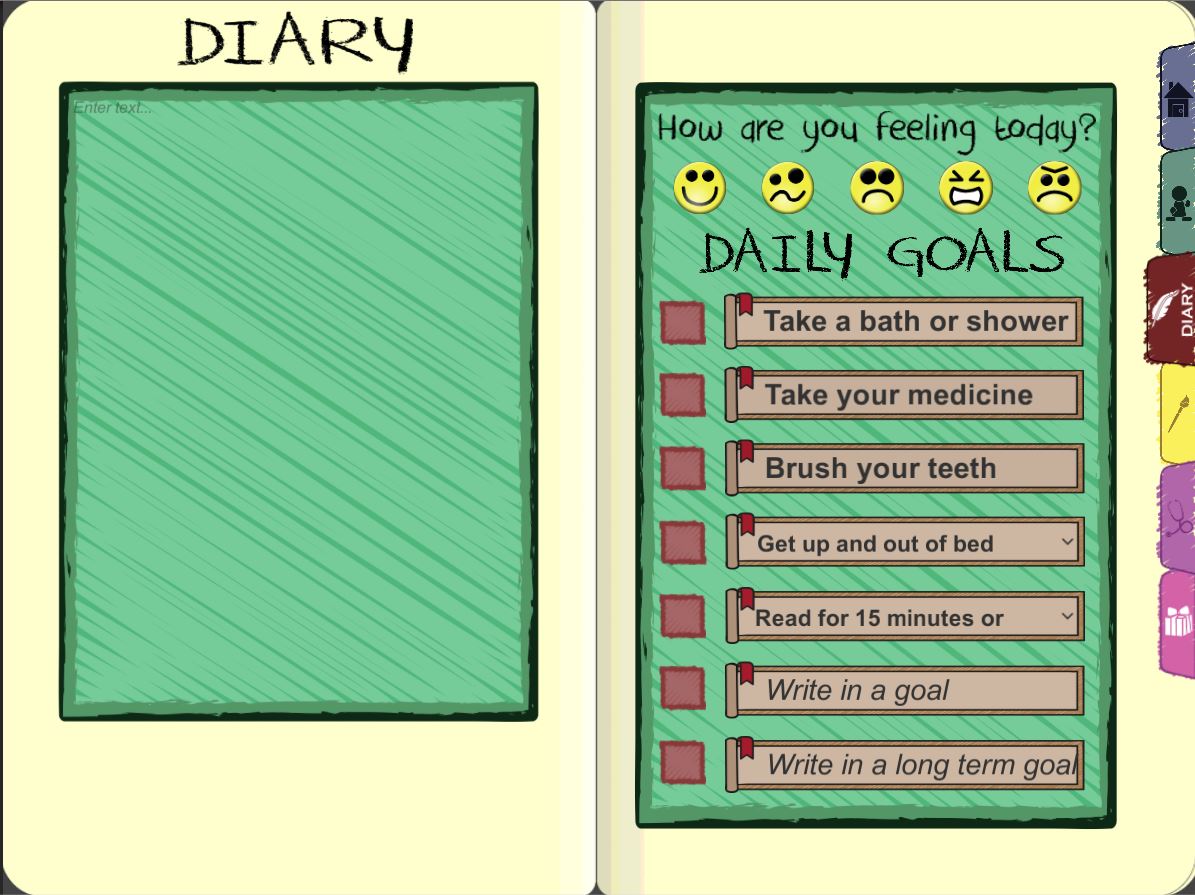 DIARY
Enter text...
How are you feeling today?
DAILY GOALS
Take a bath or shower
Take your medicine
Brush your teeth
Get up and out of bed
Read for 15 minutes or
Write in a goal
Write in a long term goal
DIARY